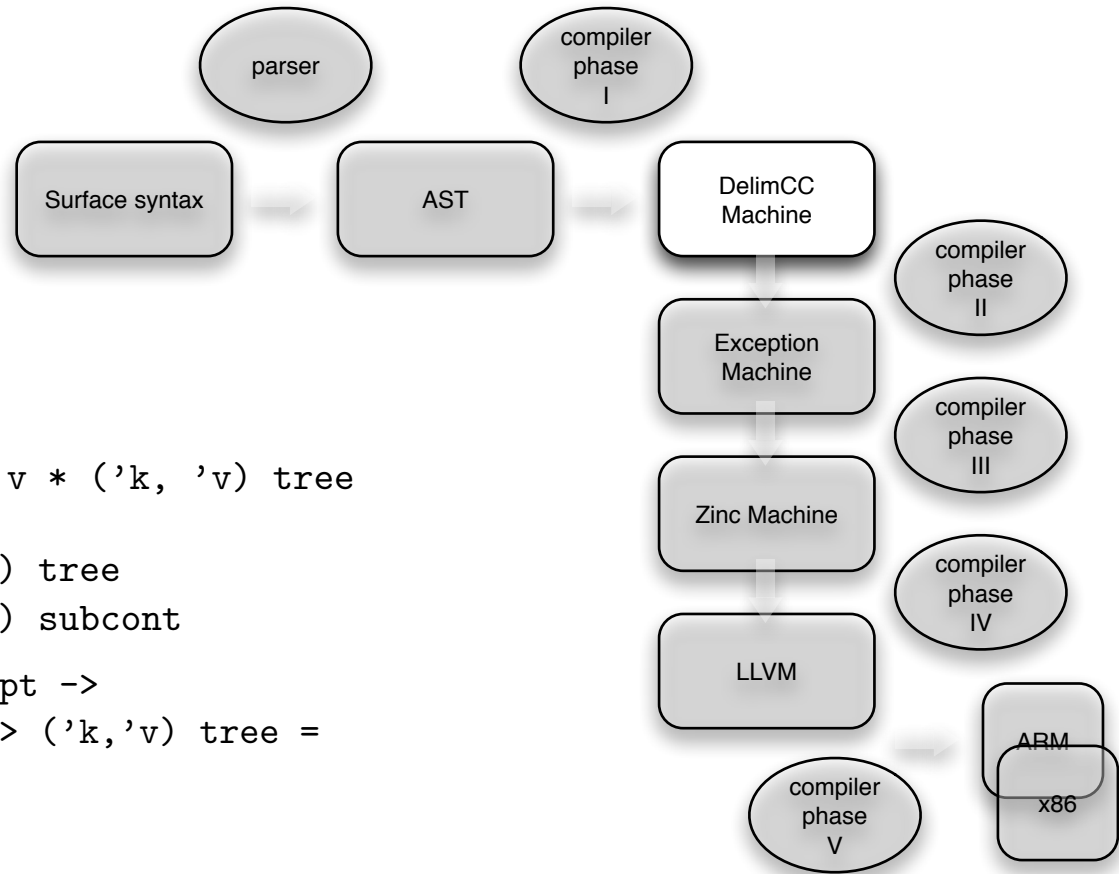 parser
compiler
phase
I
Surface syntax
AST
DelimCC
Machine
compiler
phase
II
Exception
Machine
compiler
phase
III
v * (’k, ’v) tree
Zinc Machine
) tree
compiler
phase
IV
) subcont
LLVM
pt ->
> (’k,’v) tree =
ARM
x86
compiler
phase
V